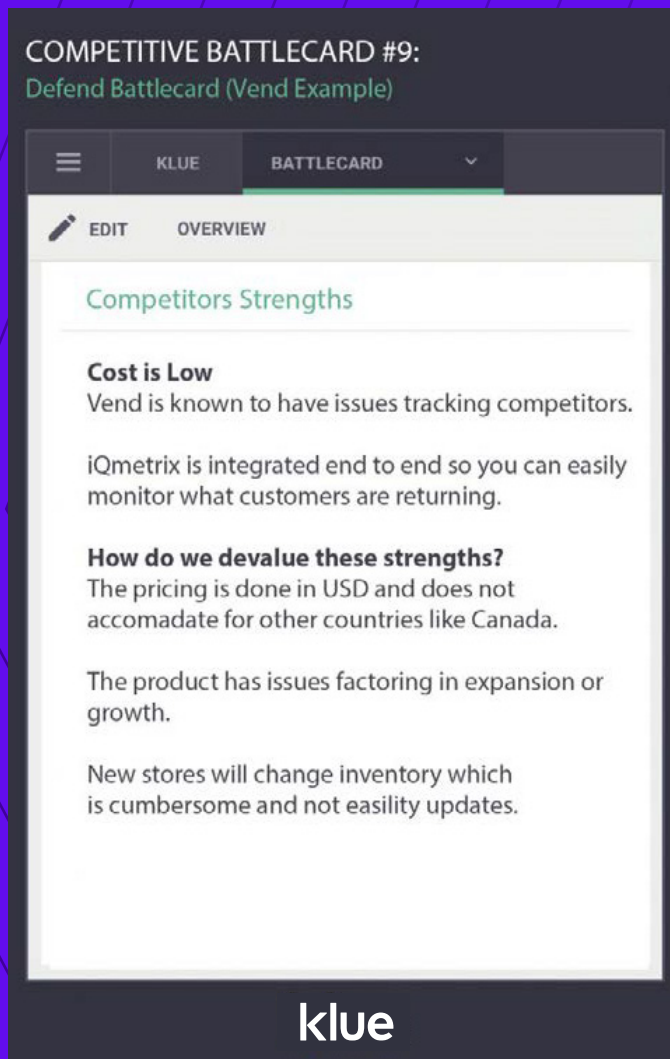 COMPETITIVE BATTLECARD #9:
Defend Battlecard (Vend Example)
KLUE
BATTLECARD
EDIT
OVERVIEW
Competitors Strengths
Cost is Low
Vend is known to have issues tracking competitors.
iQmetrix is integrated end to end so you can easily
monitor what customers are returning.
How do we devalue these strengths?
The pricing is done in USD and does not
accomadate for other countries like Canada.
The product has issues factoring in expansion or
growth.
New stores will change inventory which
is cumbersome and not easility updates.
klue